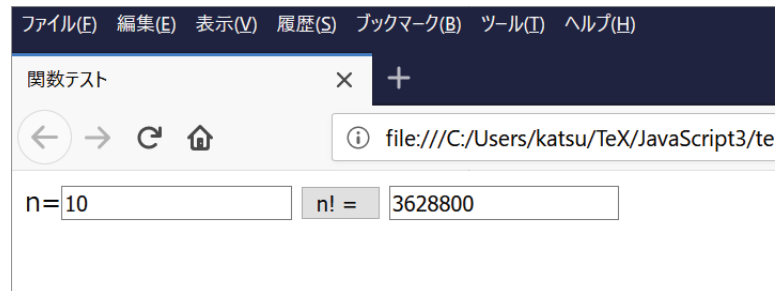 ファイル(F) 編集(E) 表示(V) 履歴(S) ブックマーク(B) ツール(T) ヘルプ(H)
関数テスト
file:///C:/Users/katsu/TeX/JavaScript3/te
n= 10 n! = 3628800